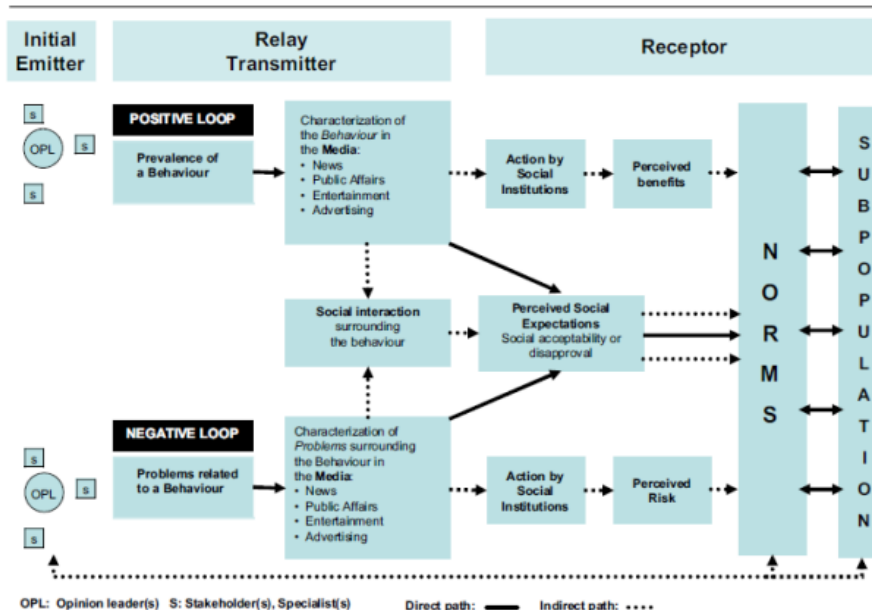 Initial
Emitter
Relay
Transmitter
Receptor
S
OPL
S
S
POSITIVE LOOP
Prevalence of
a Behaviour
Characterization of
the Behaviour in
the Media:
• News
• Public Affairs
• Entertainment
• Advertising
Action by
Social
Institutions
Perceived
benefits
Social interaction
surrounding
the behaviour
Perceived Social
Expectations
Social acceptability or
disapproval
NEGATIVE LOOP
Problems related
to a Behaviour
S
OPL
S
S
Characterization of
Problems surrounding
the Behaviour in
the Media:
• News
• Public Affairs
• Entertainment
• Advertising
Action by
Social
Institutions
Perceived
Risk
NORMS
SUBPOPULATION
OPL: Opinion leader(s) S: Stakeholder(s), Specialist(s) Direct path: Indirect path: